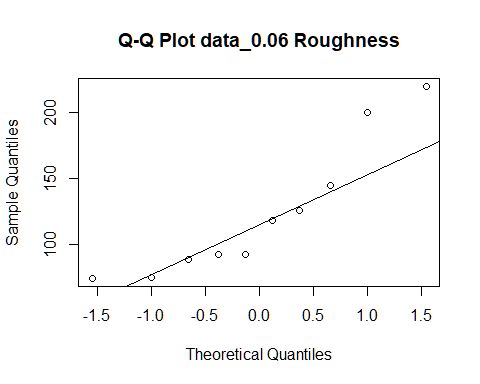 Q-Q Plot data_0.06 Roughness
Sample Quantiles
200
150
100
-1.5 -1.0 -0.5 0.0 0.5 1.0 1.5
Theoretical Quantiles